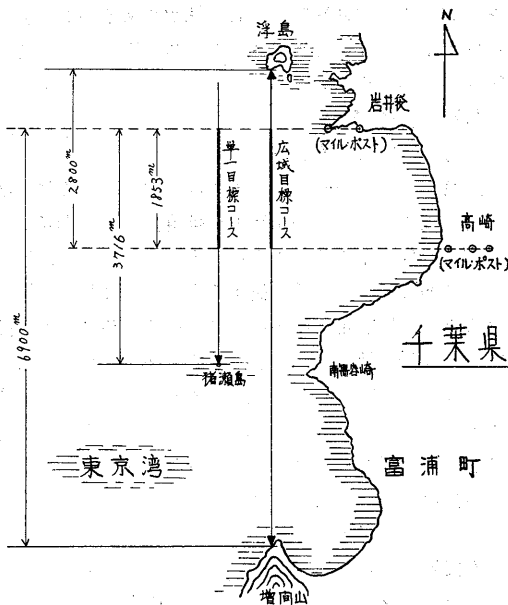 N
浮島
岩井袋
(マイルポスト)
2800m
3716m
1853m
6900m
単一目標コース
広域目標コース
高崎
(マイルポスト)
千葉県
南無谷崎
猪瀬島
東京湾
富浦町
増間山